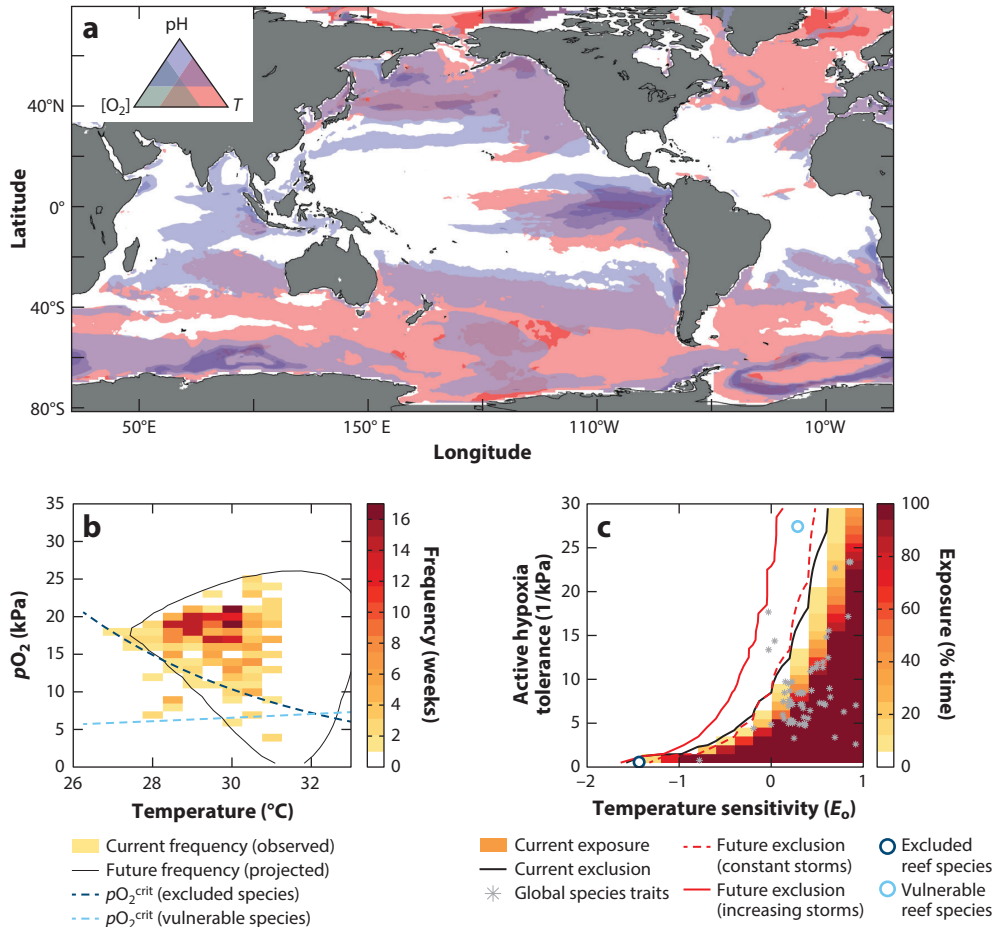 a
pH
[O₂]
T
40°N
0°
40°S
80°S
Latitude
50°E
150°E
110°W
10°W
Longitude
b
35
30
25
20
15
10
5
0
pO₂ (kPa)
26
28
30
32
Temperature (°C)
16
14
12
10
8
6
4
2
0
Frequency (weeks)
Current frequency (observed)
Future frequency (projected)
pO₂ᶜʳⁱᵗ (excluded species)
pO₂ᶜʳⁱᵗ (vulnerable species)
c
30
25
20
15
10
5
0
Active hypoxia
tolerance (1/kPa)
−2
−1
0
1
Temperature sensitivity (Eₒ)
100
80
60
40
20
0
Exposure (% time)
Current exposure
Current exclusion
Global species traits
Future exclusion
(constant storms)
Future exclusion
(increasing storms)
Excluded
reef species
Vulnerable
reef species